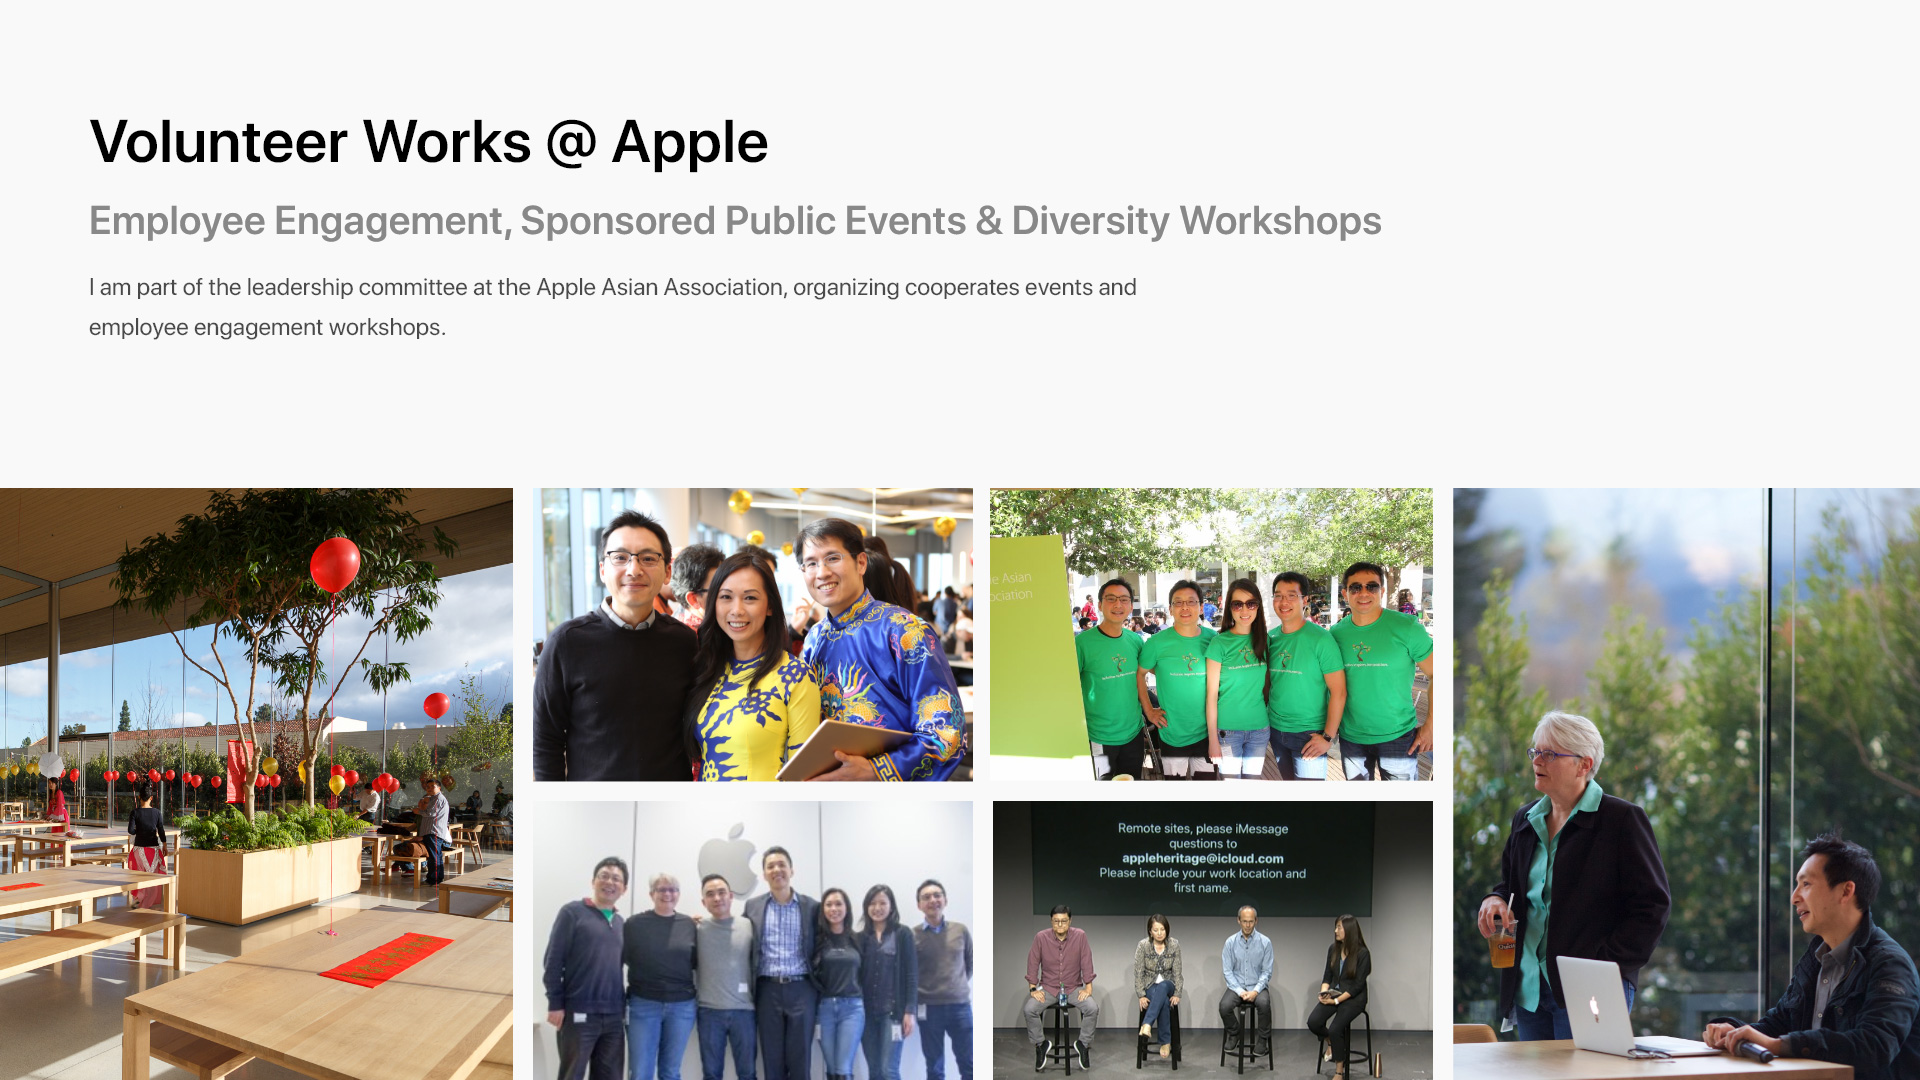 Volunteer Works @ Apple
Employee Engagement, Sponsored Public Events & Diversity Workshops
I am part of the leadership committee at the Apple Asian Association, organizing cooperates events and
employee engagement workshops.
e Asian
ociation
Remote sites, please iMessage
questions to
appleheritage@icloud.com
Please include your work location and
first name.